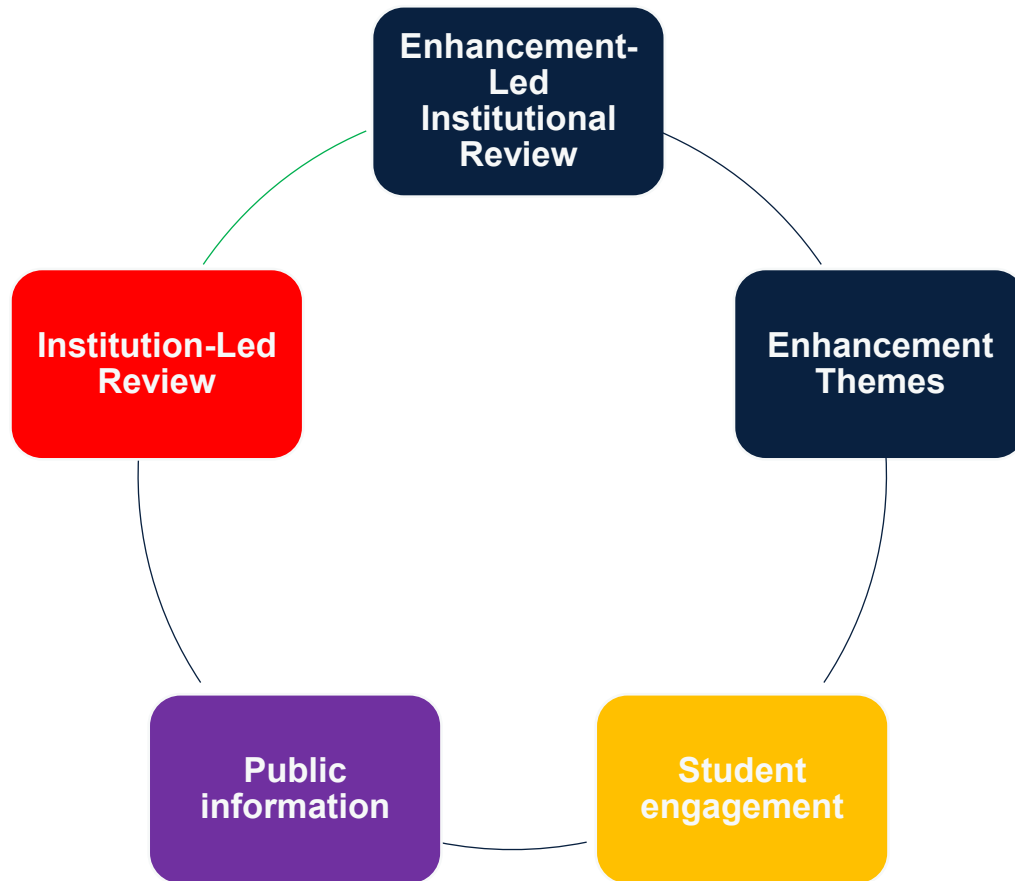 Enhancement-
Led
Institutional
Review
Institution-Led
Review
Enhancement
Themes
Public
information
Student
engagement